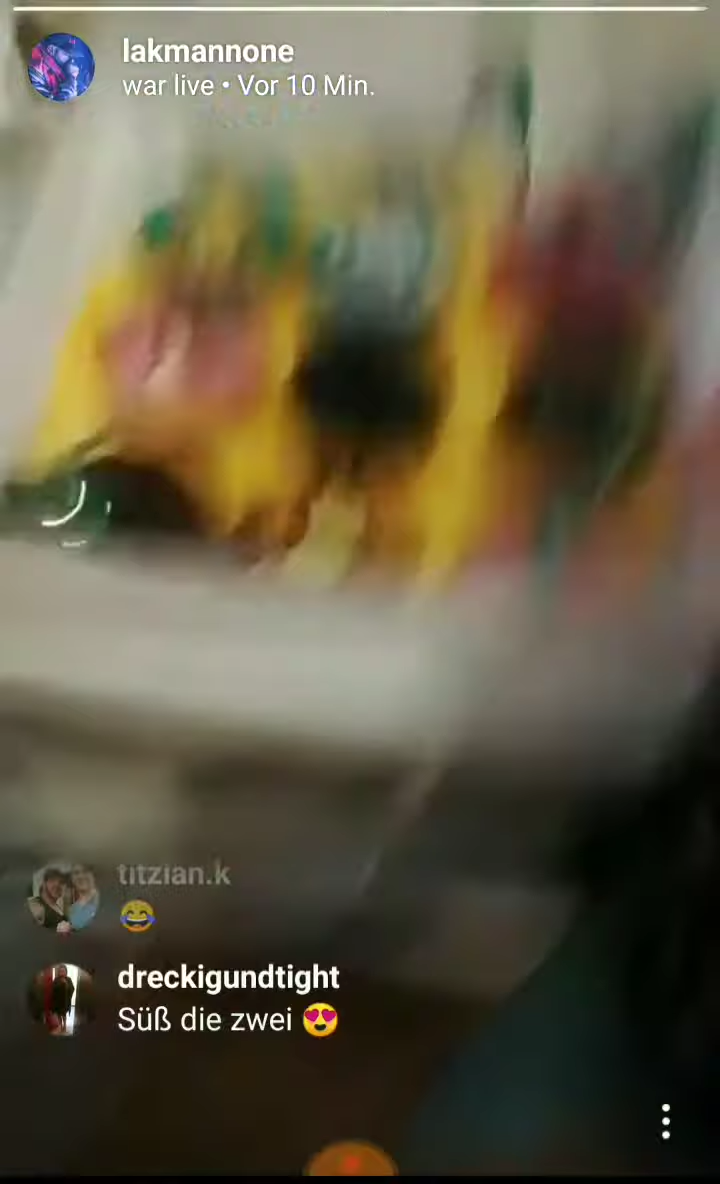 lakmannone
war live • Vor 10 Min.
titzian.k
😂
dreckigundtight
Süß die zwei 😍